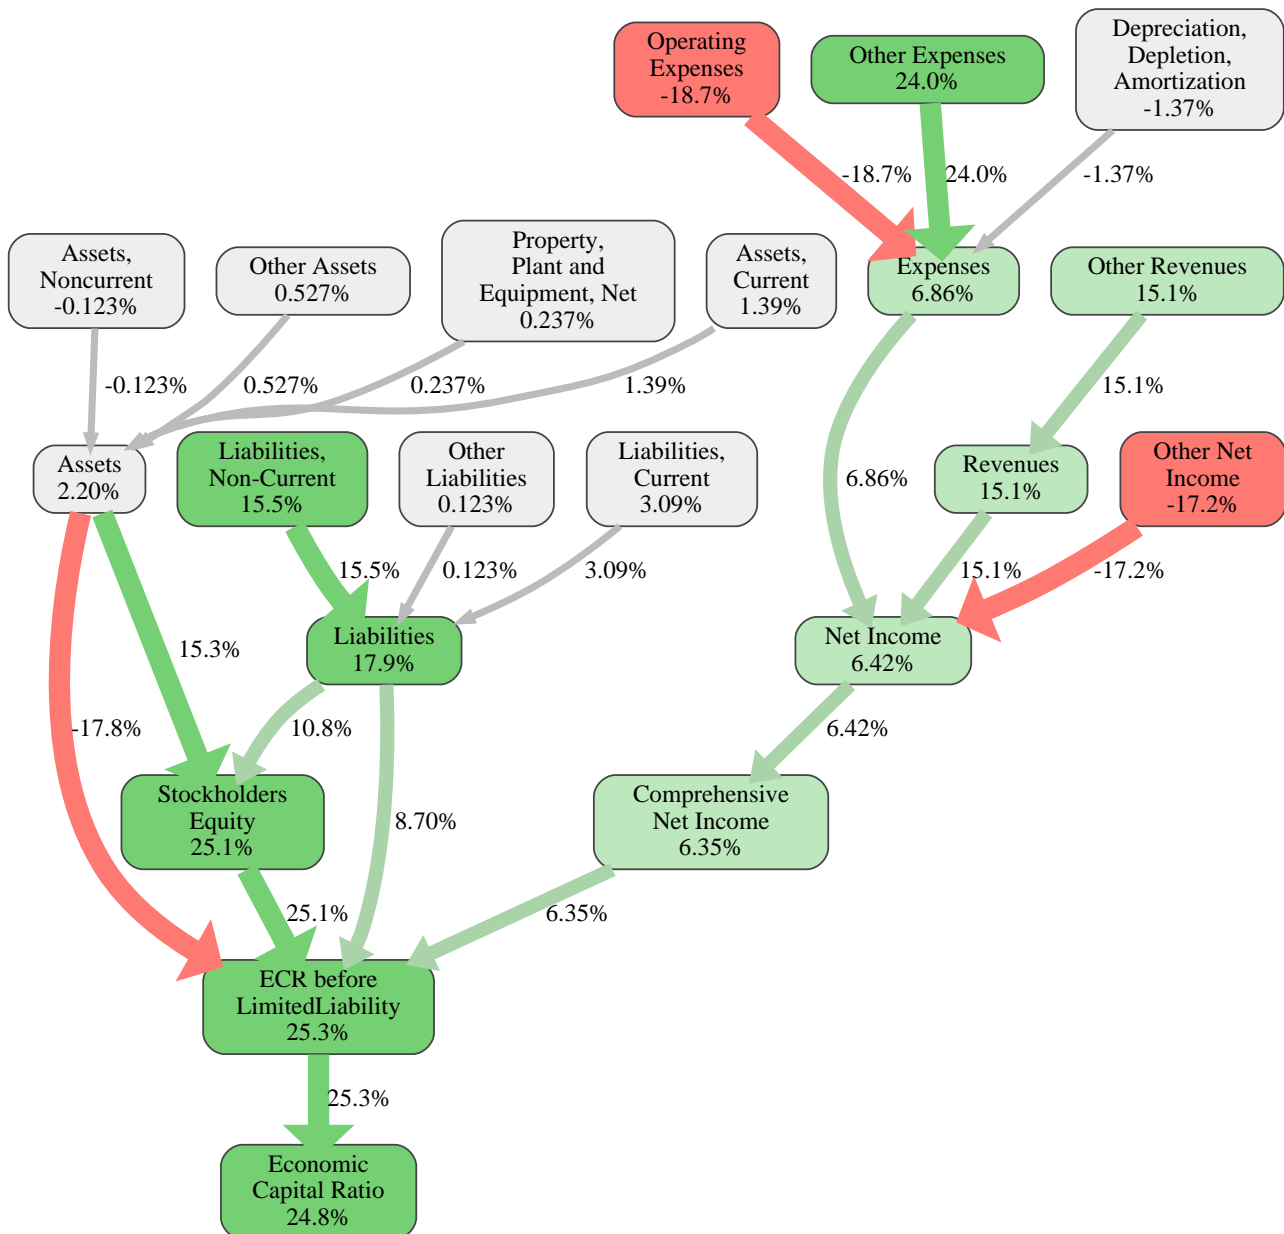 Operating
Expenses
-18.7%
Other Expenses
24.0%
Depreciation,
Depletion,
Amortization
-1.37%
-18.7%
24.0%
-1.37%
Assets,
Noncurrent
-0.123%
Other Assets
0.527%
Property,
Plant and
Equipment, Net
0.237%
Assets,
Current
1.39%
Expenses
6.86%
Other Revenues
15.1%
-0.123%
0.527%
0.237%
1.39%
15.1%
Assets
2.20%
Liabilities,
Non-Current
15.5%
Other
Liabilities
0.123%
Liabilities,
Current
3.09%
6.86%
Revenues
15.1%
Other Net
Income
-17.2%
15.5%
0.123%
3.09%
15.1%
-17.2%
15.3%
Liabilities
17.9%
Net Income
6.42%
-17.8%
10.8%
6.42%
Stockholders
Equity
25.1%
8.70%
Comprehensive
Net Income
6.35%
25.1%
6.35%
ECR before
LimitedLiability
25.3%
25.3%
Economic
Capital Ratio
24.8%